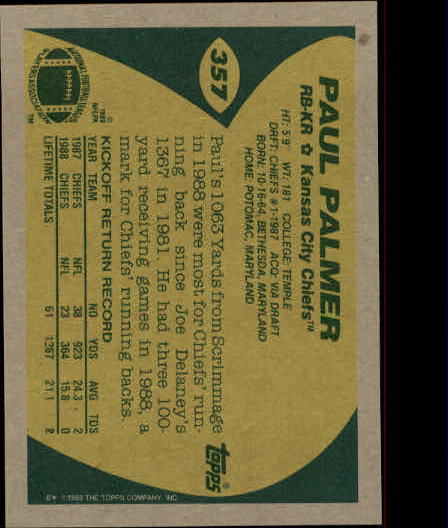 357
PAUL PALMER
RB-KR ✩ Kansas City Chiefs™
HT: 5'9" WT: 181 COLLEGE: TEMPLE
DRFT: CHIEFS #1-1987 ACQ: VIA DRAFT
BORN: 10-16-64, BETHESDA, MARYLAND
HOME: POTOMAC, MARYLAND
Paul's 1063 Yards from Scrimmage
in 1988 were most for Chiefs' run-
ning back since Joe Delaney's
1367 in 1981. He had three 100-
yard receiving games in 1988, a
mark for Chiefs' running backs.
topps®
KICKOFF RETURN RECORD
YEAR TEAM NO YDS AVG TDS
1987 CHIEFS NFL 38 923 24.3 2
1988 CHIEFS NFL 23 364 15.8 0
LIFETIME TOTALS 61 1287 21.1 2
©
1989
NFLPA
™
B* © 1989 THE TOPPS COMPANY, INC.